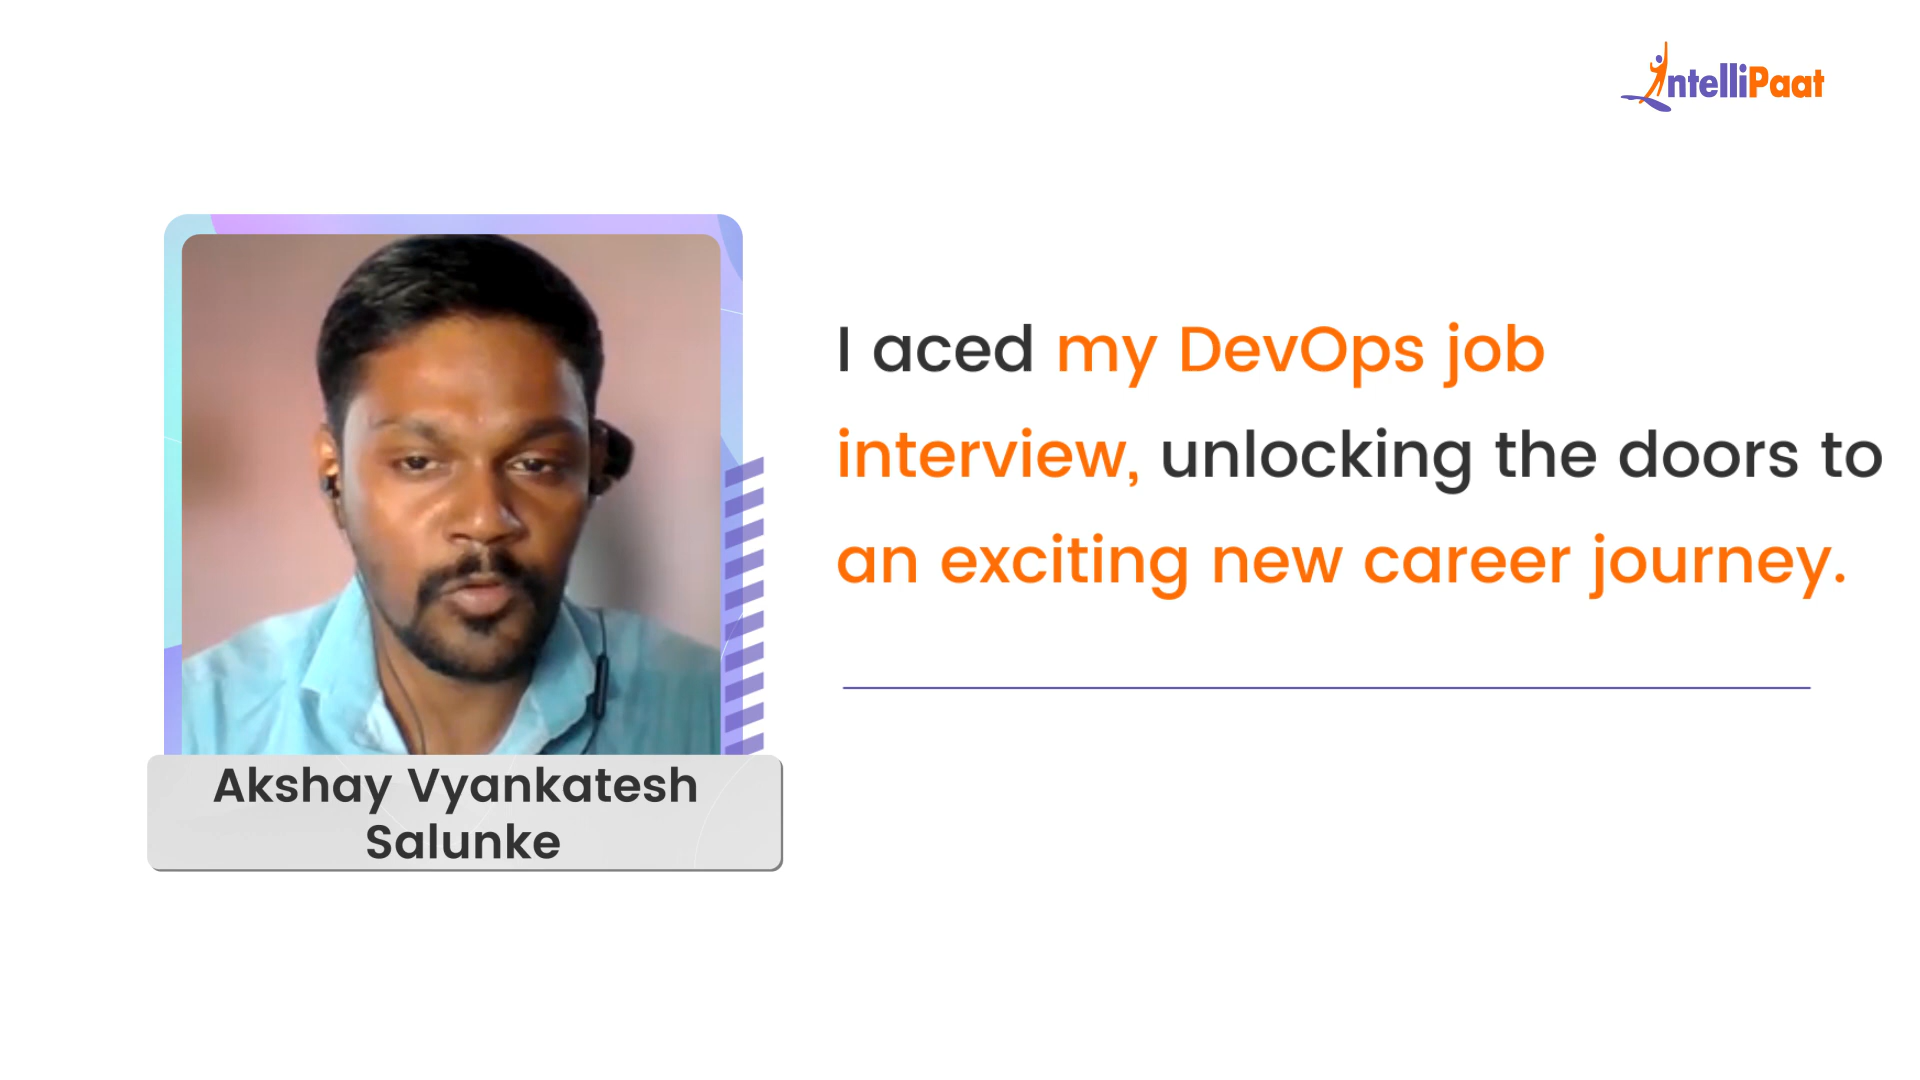 IntelliPaat
I aced my DevOps job
interview, unlocking the doors to
an exciting new career journey.
Akshay Vyankatesh
Salunke